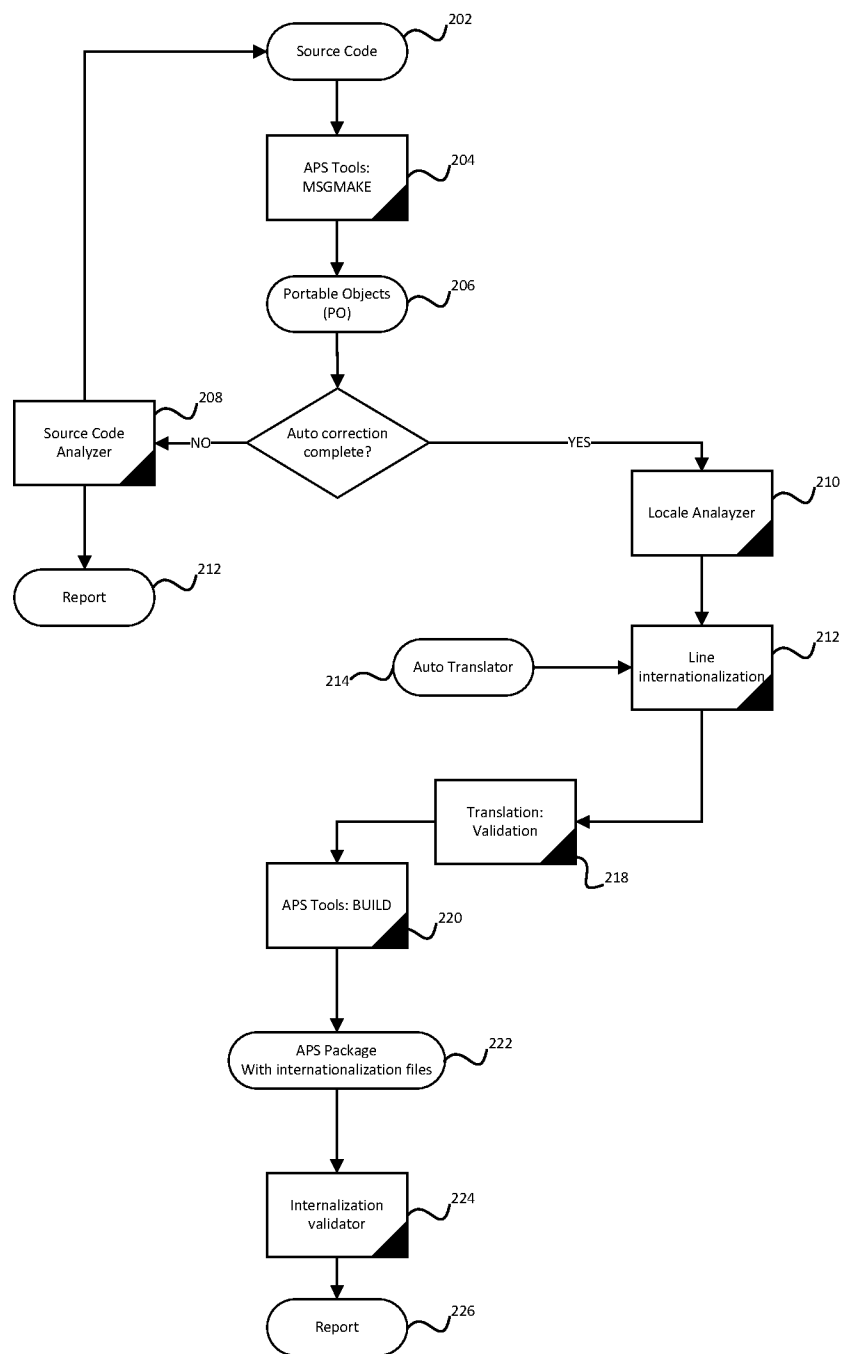 202
Source Code
204
APS Tools:
MSGMAKE
206
Portable Objects
(PO)
208
Source Code
Analyzer
NO
Auto correction
complete?
YES
210
Locale Analayzer
212
Report
212
Line
internationalization
214
Auto Translator
Translation:
Validation
218
APS Tools: BUILD
220
222
APS Package
With internationalization files
224
Internalization
validator
226
Report